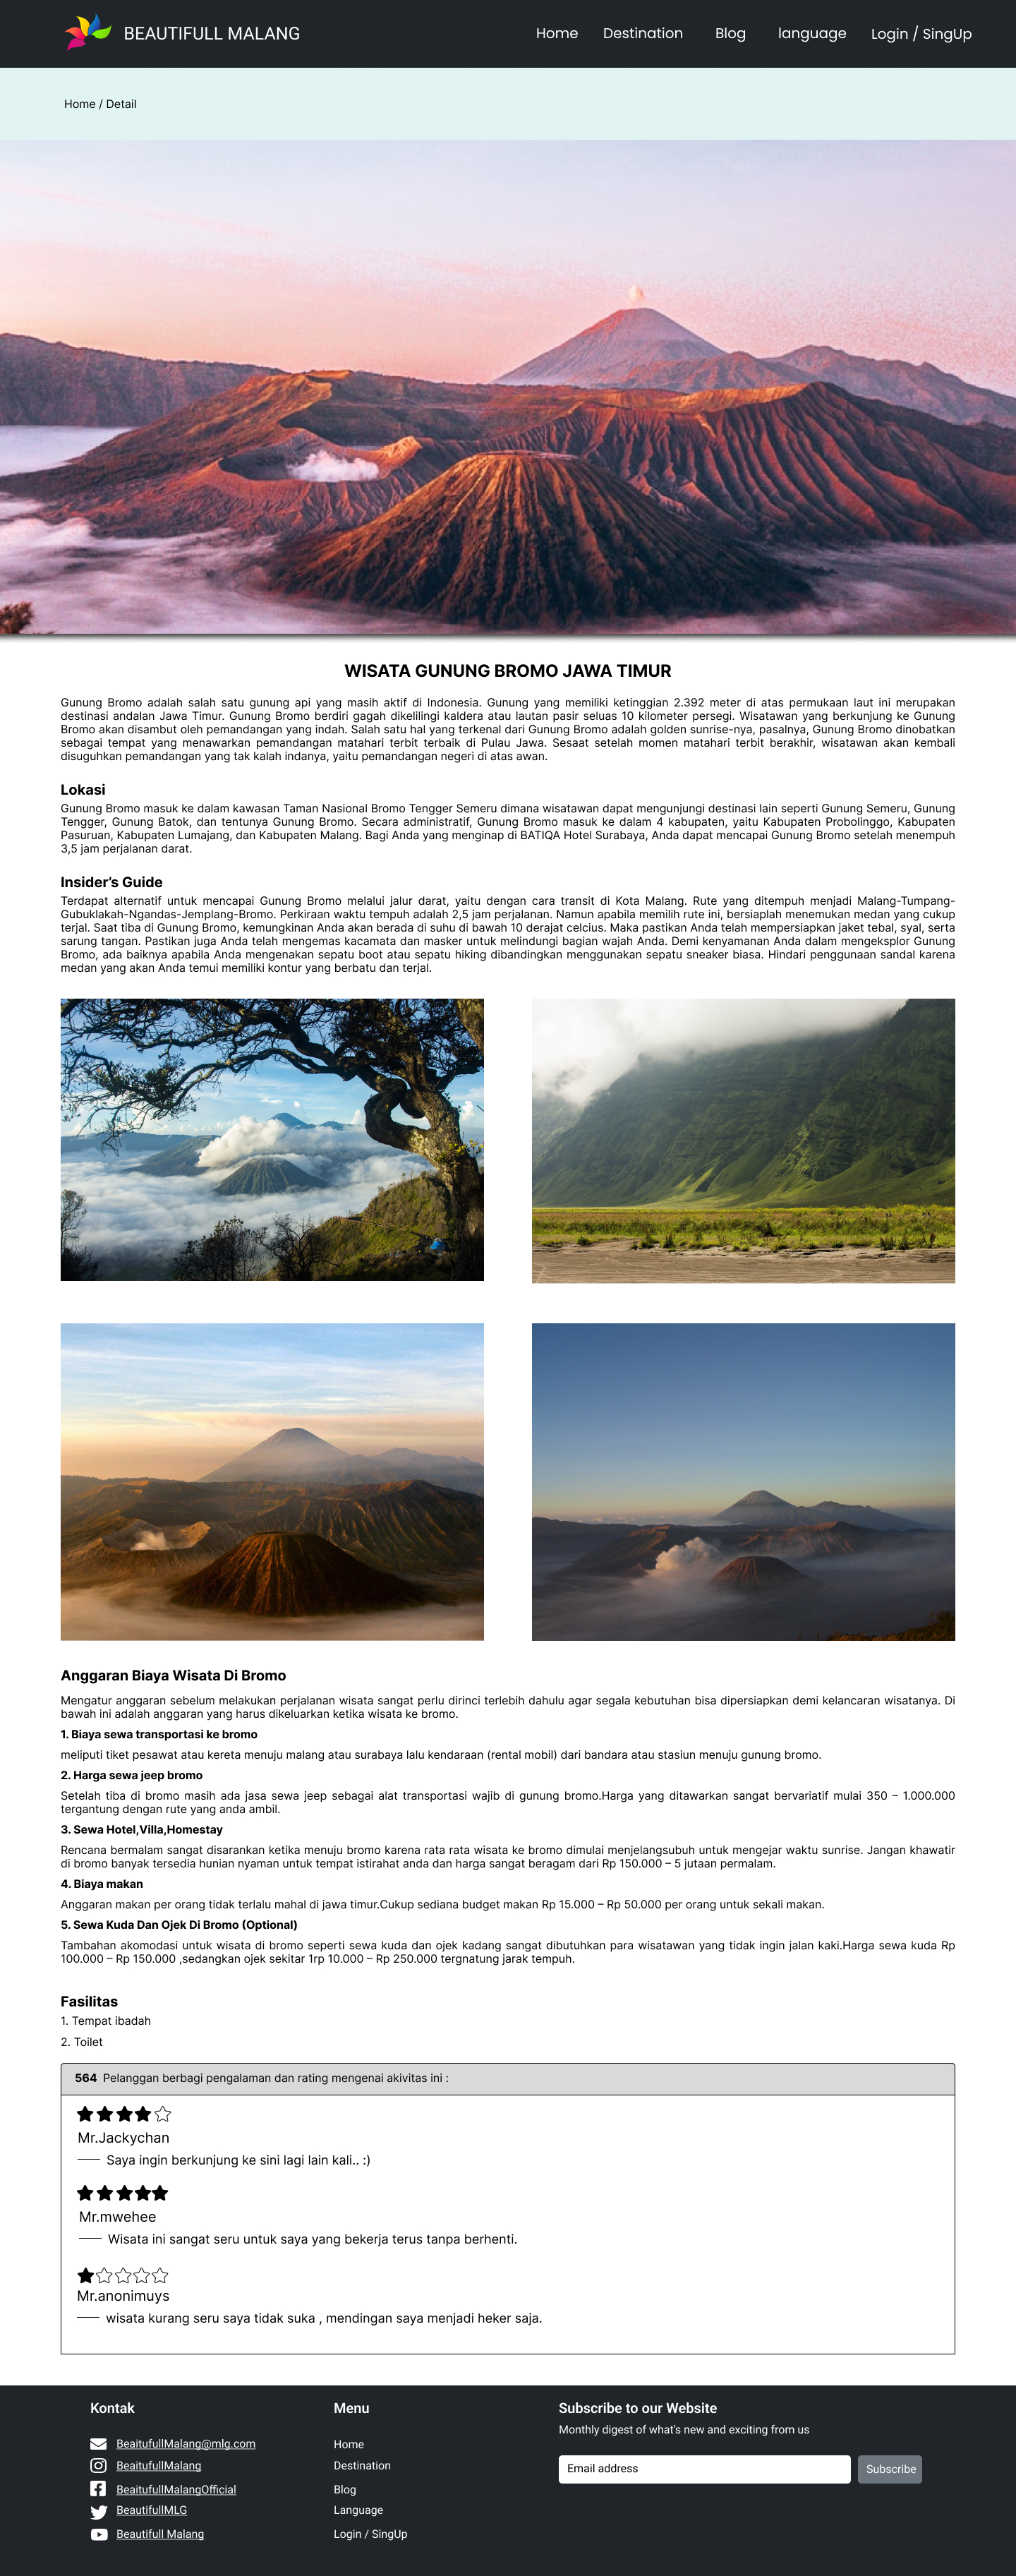 BEAUTIFULL MALANG
Home Destination Blog language Login / SingUp
Home / Detail
WISATA GUNUNG BROMO JAWA TIMUR
Gunung Bromo adalah salah satu gunung api yang masih aktif di Indonesia. Gunung yang memiliki ketinggian 2.392 meter di atas permukaan laut ini merupakan
destinasi andalan Jawa Timur. Gunung Bromo berdiri gagah dikelilingi kaldera atau lautan pasir seluas 10 kilometer persegi. Wisatawan yang berkunjung ke Gunung
Bromo akan disambut oleh pemandangan yang indah. Salah satu hal yang terkenal dari Gunung Bromo adalah golden sunrise-nya, pasalnya, Gunung Bromo dinobatkan
sebagai tempat yang menawarkan pemandangan matahari terbit terbaik di Pulau Jawa. Sesaat setelah momen matahari terbit berakhir, wisatawan akan kembali
disuguhkan pemandangan yang tak kalah indanya, yaitu pemandangan negeri di atas awan.
Lokasi
Gunung Bromo masuk ke dalam kawasan Taman Nasional Bromo Tengger Semeru dimana wisatawan dapat mengunjungi destinasi lain seperti Gunung Semeru, Gunung
Tengger, Gunung Batok, dan tentunya Gunung Bromo. Secara administratif, Gunung Bromo masuk ke dalam 4 kabupaten, yaitu Kabupaten Probolinggo, Kabupaten
Pasuruan, Kabupaten Lumajang, dan Kabupaten Malang. Bagi Anda yang menginap di BATIQA Hotel Surabaya, Anda dapat mencapai Gunung Bromo setelah menempuh
3,5 jam perjalanan darat.
Insider’s Guide
Terdapat alternatif untuk mencapai Gunung Bromo melalui jalur darat, yaitu dengan cara transit di Kota Malang. Rute yang ditempuh menjadi Malang-Tumpang-
Gubuklakah-Ngandas-Jemplang-Bromo. Perkiraan waktu tempuh adalah 2,5 jam perjalanan. Namun apabila memilih rute ini, bersiaplah menemukan medan yang cukup
terjal. Saat tiba di Gunung Bromo, kemungkinan Anda akan berada di suhu di bawah 10 derajat celcius. Maka pastikan Anda telah mempersiapkan jaket tebal, syal, serta
sarung tangan. Pastikan juga Anda telah mengemas kacamata dan masker untuk melindungi bagian wajah Anda. Demi kenyamanan Anda dalam mengeksplor Gunung
Bromo, ada baiknya apabila Anda mengenakan sepatu boot atau sepatu hiking dibandingkan menggunakan sepatu sneaker biasa. Hindari penggunaan sandal karena
medan yang akan Anda temui memiliki kontur yang berbatu dan terjal.
Anggaran Biaya Wisata Di Bromo
Mengatur anggaran sebelum melakukan perjalanan wisata sangat perlu dirinci terlebih dahulu agar segala kebutuhan bisa dipersiapkan demi kelancaran wisatanya. Di
bawah ini adalah anggaran yang harus dikeluarkan ketika wisata ke bromo.
1. Biaya sewa transportasi ke bromo
meliputi tiket pesawat atau kereta menuju malang atau surabaya lalu kendaraan (rental mobil) dari bandara atau stasiun menuju gunung bromo.
2. Harga sewa jeep bromo
Setelah tiba di bromo masih ada jasa sewa jeep sebagai alat transportasi wajib di gunung bromo.Harga yang ditawarkan sangat bervariatif mulai 350 – 1.000.000
tergantung dengan rute yang anda ambil.
3. Sewa Hotel,Villa,Homestay
Rencana bermalam sangat disarankan ketika menuju bromo karena rata rata wisata ke bromo dimulai menjelangsubuh untuk mengejar waktu sunrise. Jangan khawatir
di bromo banyak tersedia hunian nyaman untuk tempat istirahat anda dan harga sangat beragam dari Rp 150.000 – 5 jutaan permalam.
4. Biaya makan
Anggaran makan per orang tidak terlalu mahal di jawa timur.Cukup sediana budget makan Rp 15.000 – Rp 50.000 per orang untuk sekali makan.
5. Sewa Kuda Dan Ojek Di Bromo (Optional)
Tambahan akomodasi untuk wisata di bromo seperti sewa kuda dan ojek kadang sangat dibutuhkan para wisatawan yang tidak ingin jalan kaki.Harga sewa kuda Rp
100.000 – Rp 150.000 ,sedangkan ojek sekitar 1rp 10.000 – Rp 250.000 tergnatung jarak tempuh.
Fasilitas
1. Tempat ibadah
2. Toilet
564 Pelanggan berbagi pengalaman dan rating mengenai akivitas ini :
Mr.Jackychan
Saya ingin berkunjung ke sini lagi lain kali.. :)
Mr.mwehee
Wisata ini sangat seru untuk saya yang bekerja terus tanpa berhenti.
Mr.anonimuys
wisata kurang seru saya tidak suka , mendingan saya menjadi heker saja.
Kontak
BeaitufullMalang@mlg.com
BeaitufullMalang
BeaitufullMalangOfficial
BeautifullMLG
Beautifull Malang
Menu
Home
Destination
Blog
Language
Login / SingUp
Subscribe to our Website
Monthly digest of what's new and exciting from us
Email address
Subscribe